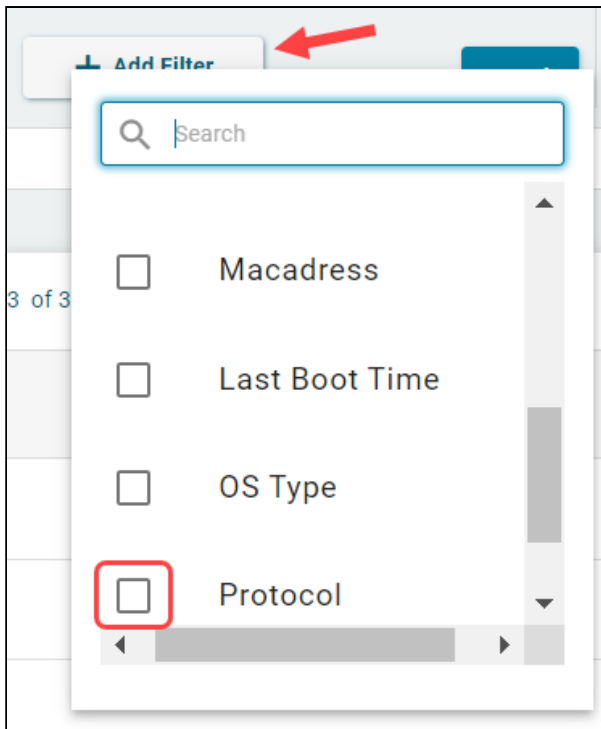 + Add Filter
Search
Macadress
3 of 3
Last Boot Time
OS Type
Protocol